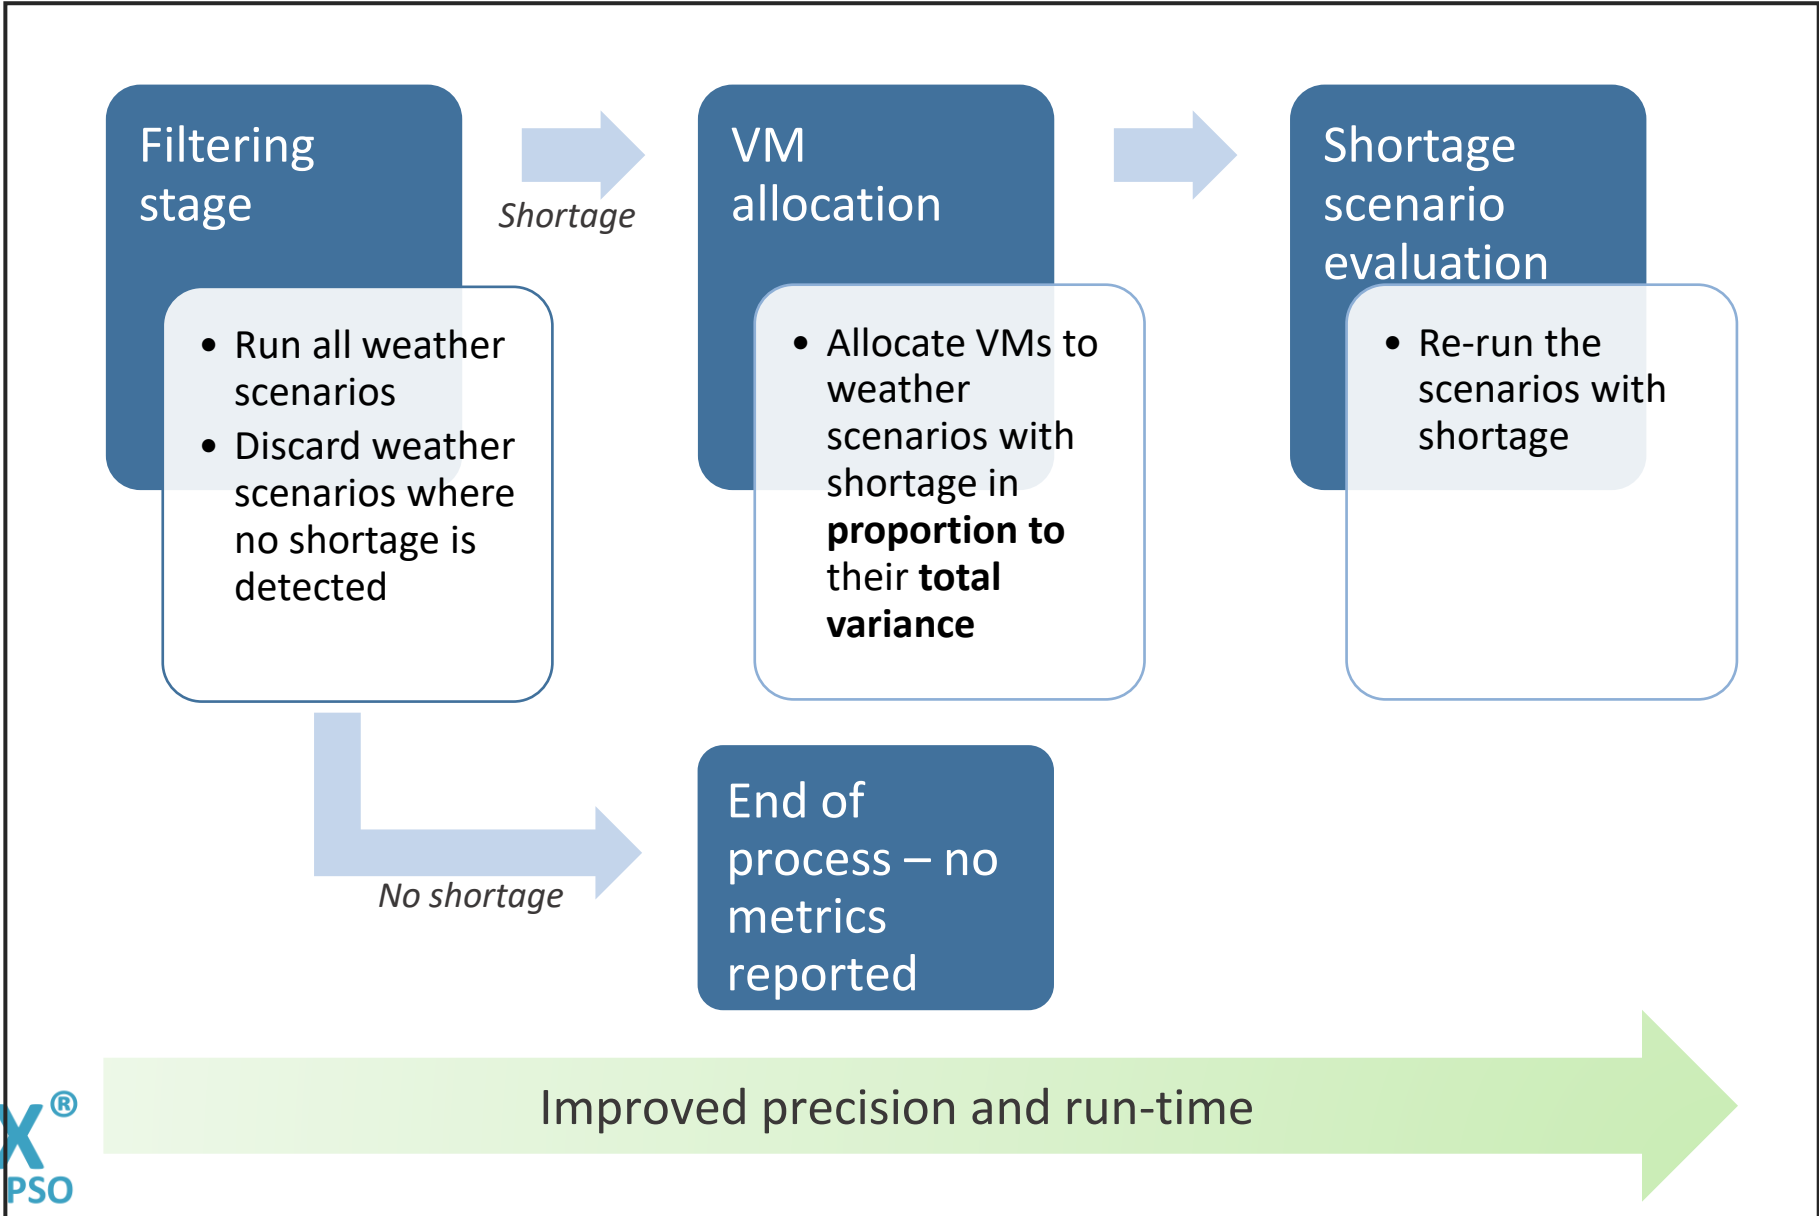 Filtering
stage
Shortage
VM
allocation
Shortage
scenario
evaluation
• Run all weather
scenarios
• Discard weather
scenarios where
no shortage is
detected
• Allocate VMs to
weather
scenarios with
shortage in
proportion to
their total
variance
• Re-run the
scenarios with
shortage
No shortage
End of
process – no
metrics
reported
Improved precision and run-time
X®
PSO